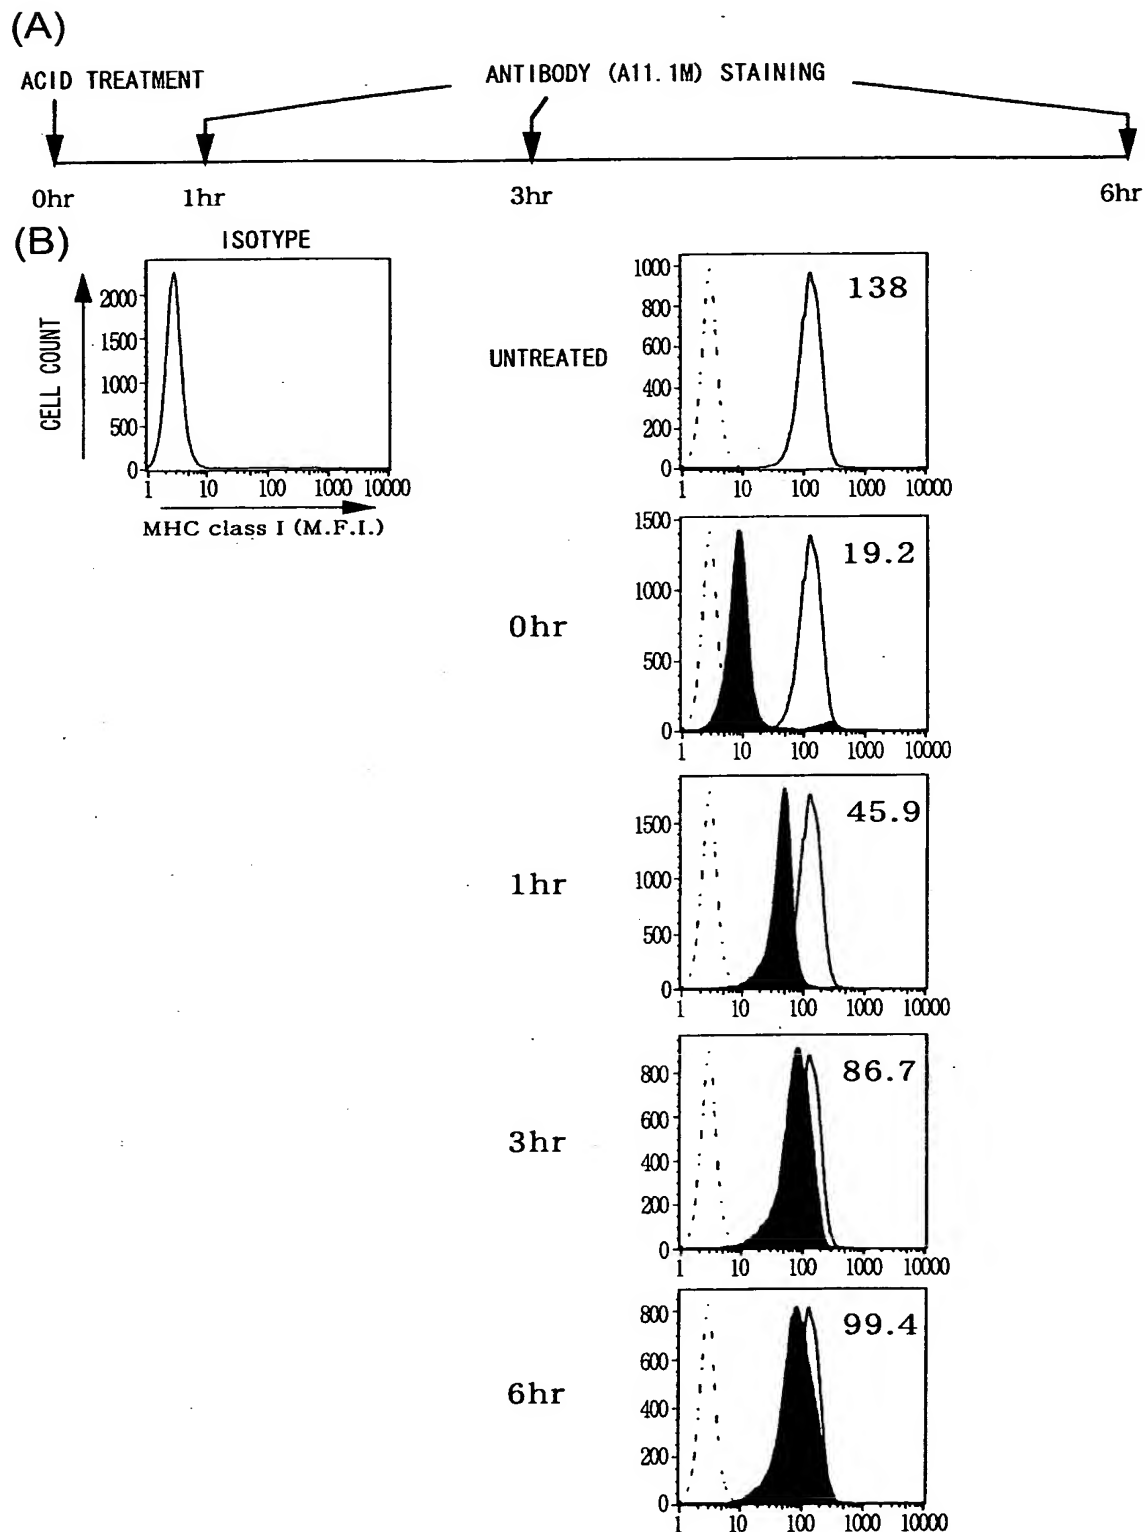 (A)
ACID TREATMENT
ANTIBODY (A11.1M) STAINING
0hr 1hr 3hr 6hr
(B)
ISOTYPE
CELL COUNT
2000
1500
1000
500
0
1 10 100 1000 10000
MHC class I (M.F.I.)
UNTREATED
138
1000
800
600
400
200
0
1 10 100 1000 10000
0hr
19.2
1500
1000
500
0
1 10 100 1000 10000
1hr
45.9
1500
1000
500
0
1 10 100 1000 10000
3hr
86.7
800
600
400
200
0
1 10 100 1000 10000
6hr
99.4
800
600
400
200
0
1 10 100 1000 10000